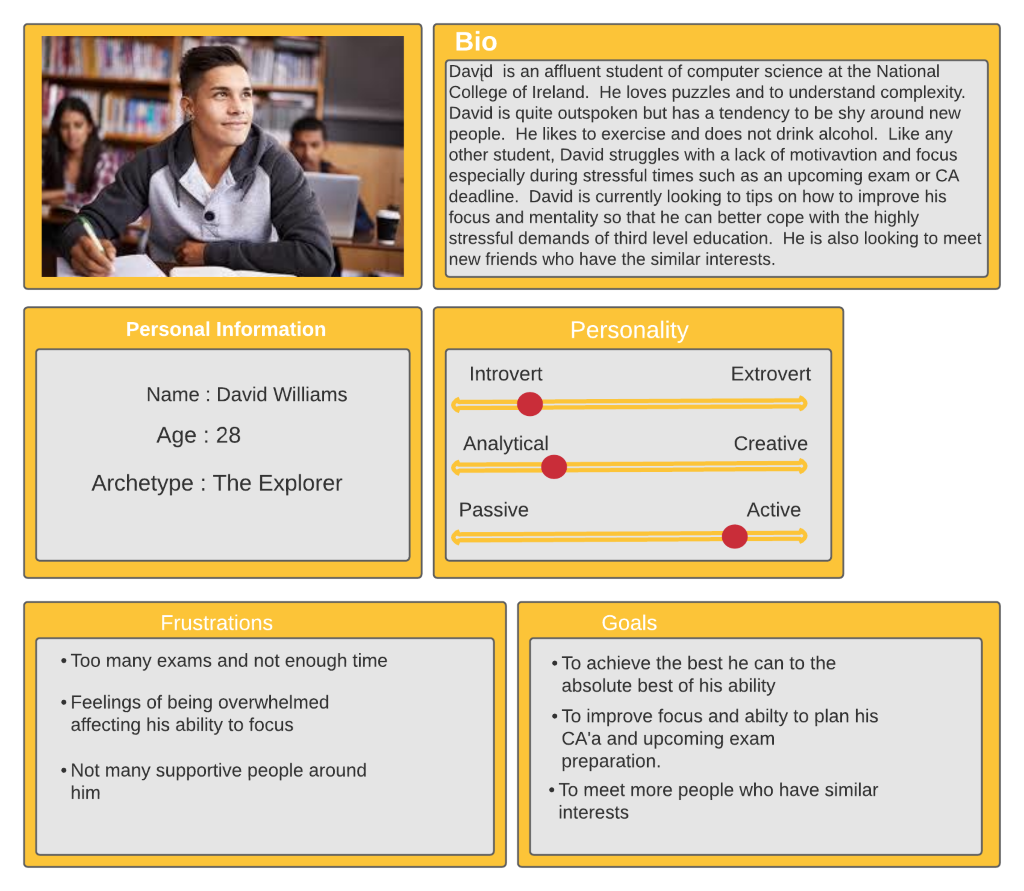 Bio
David  is an affluent student of computer science at the National
College of Ireland.  He loves puzzles and to understand complexity.
David is quite outspoken but has a tendency to be shy around new
people.  He likes to exercise and does not drink alcohol.  Like any
other student, David struggles with a lack of motivavtion and focus
especially during stressful times such as an upcoming exam or CA
deadline.  David is currently looking to tips on how to improve his
focus and mentality so that he can better cope with the highly
stressful demands of third level education.  He is also looking to meet
new friends who have the similar interests.
Personal Information
Name : David Williams
Age : 28
Archetype : The Explorer
Personality
Introvert Extrovert
Analytical Creative
Passive Active
Frustrations
• Too many exams and not enough time
• Feelings of being overwhelmed
affecting his ability to focus
• Not many supportive people around
him
Goals
• To achieve the best he can to the
absolute best of his ability
• To improve focus and abilty to plan his
CA'a and upcoming exam
preparation.
• To meet more people who have similar
interests